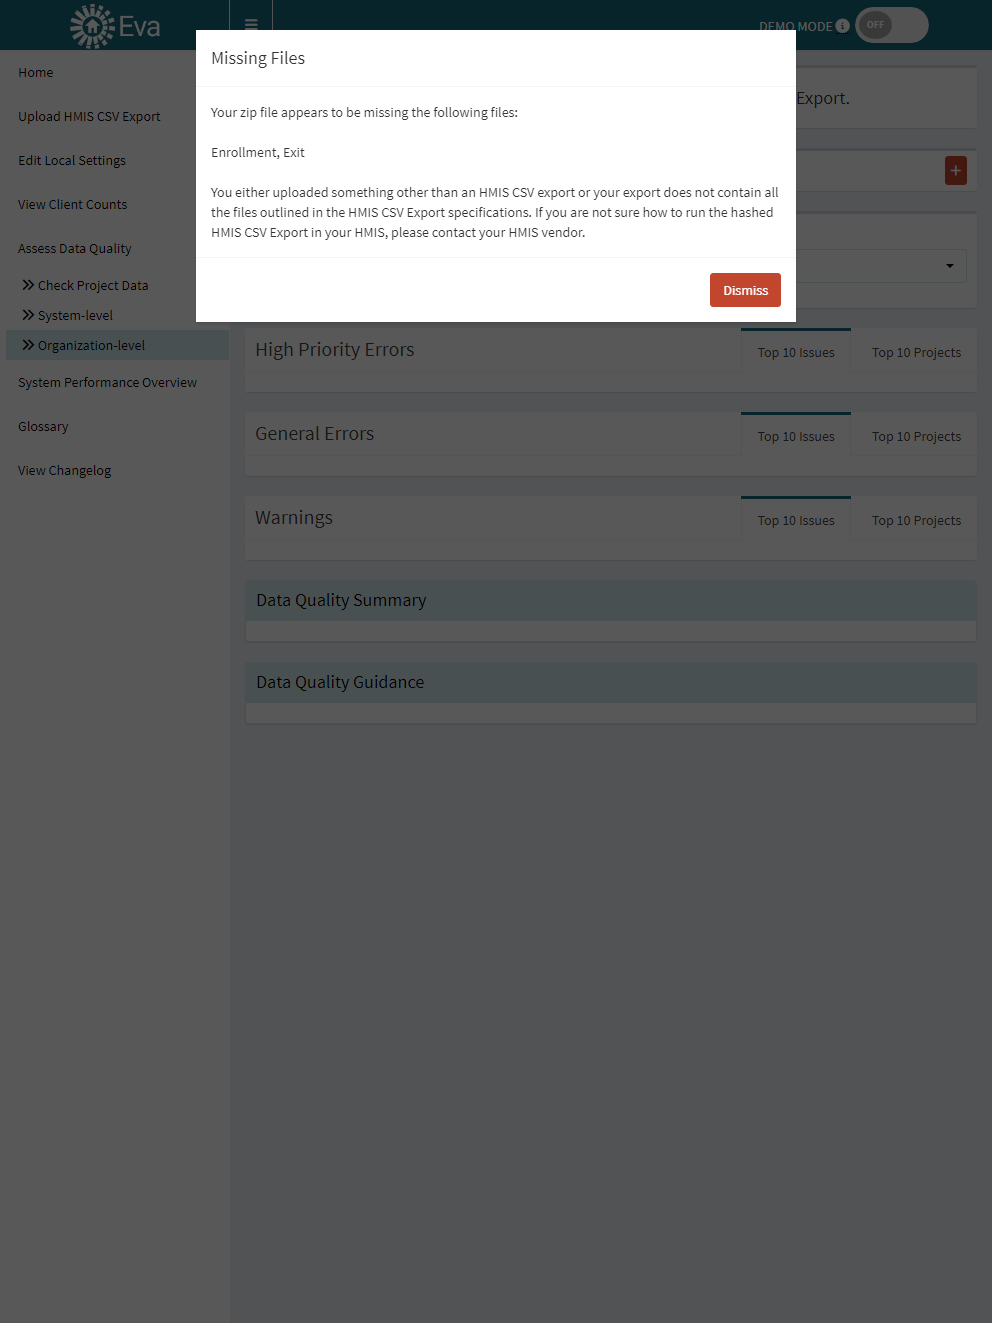 Eva
DEMO MODE
OFF
Missing Files
Your zip file appears to be missing the following files:
Enrollment, Exit
You either uploaded something other than an HMIS CSV export or your export does not contain all
the files outlined in the HMIS CSV Export specifications. If you are not sure how to run the hashed
HMIS CSV Export in your HMIS, please contact your HMIS vendor.
Dismiss
Export.
Home
Upload HMIS CSV Export
Edit Local Settings
View Client Counts
Assess Data Quality
Check Project Data
System-level
Organization-level
System Performance Overview
Glossary
View Changelog
High Priority Errors
Top 10 Issues
Top 10 Projects
General Errors
Top 10 Issues
Top 10 Projects
Warnings
Top 10 Issues
Top 10 Projects
Data Quality Summary
Data Quality Guidance